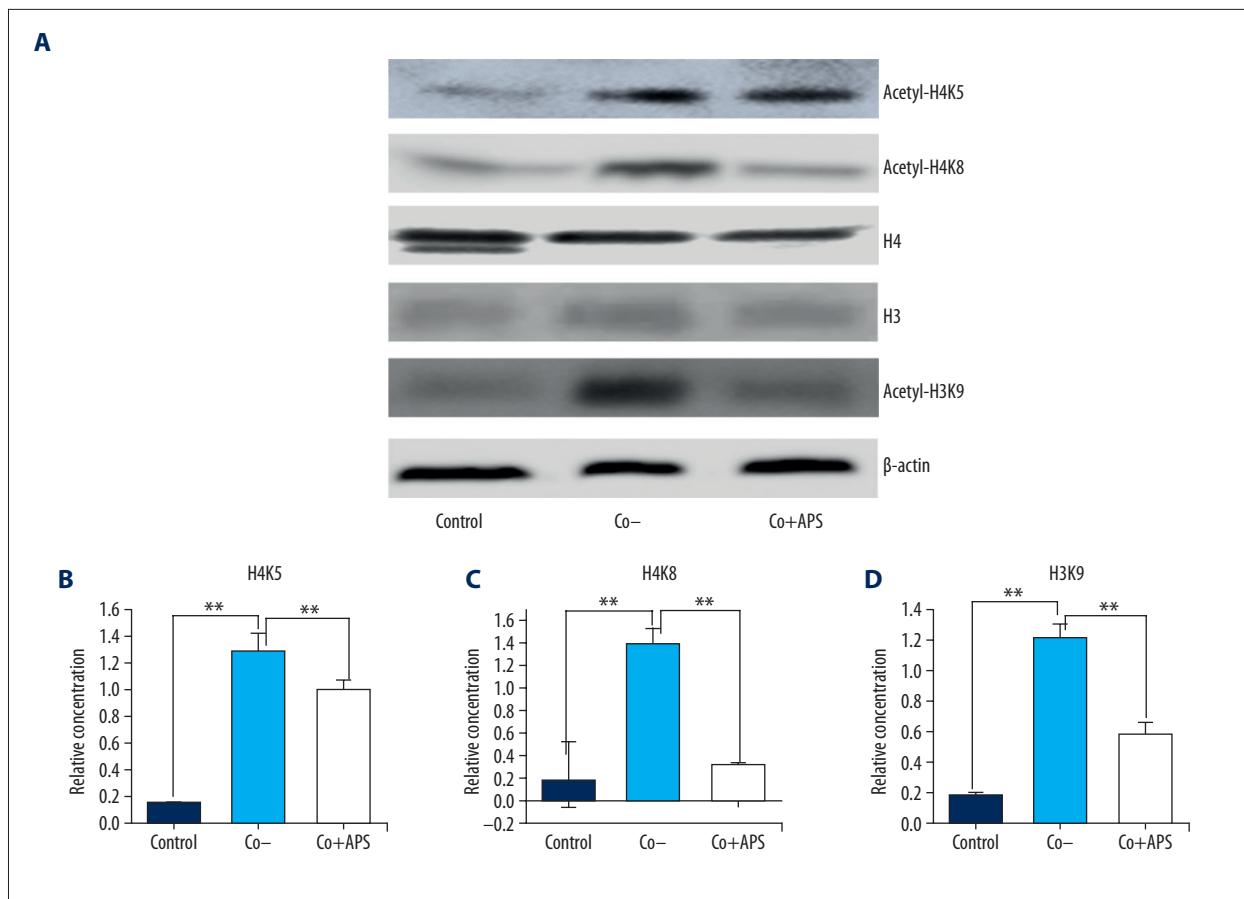 A
Acetyl-H4K5
Acetyl-H4K8
H4
H3
Acetyl-H3K9
β-actin
Control Co– Co+APS
B
H4K5
** **
Relative concentration
1.6
1.4
1.2
1.0
0.8
0.6
0.4
0.2
0.0
Control Co– Co+APS
C
H4K8
** **
Relative concentration
1.6
1.4
1.2
1.0
0.8
0.6
0.4
0.2
0.0
–0.2
Control Co– Co+APS
D
H3K9
** **
Relative concentration
1.4
1.2
1.0
0.8
0.6
0.4
0.2
0.0
Control Co– Co+APS